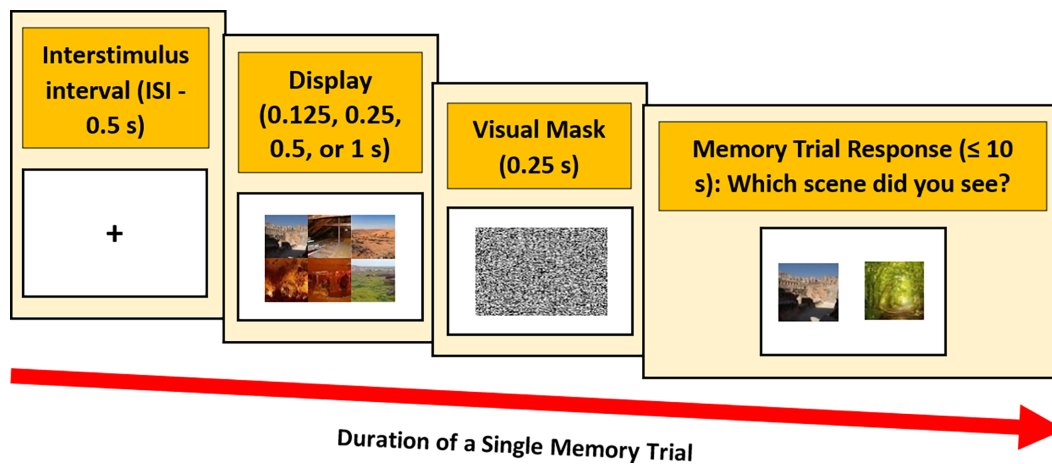 Interstimulus
interval (ISI -
0.5 s)
Display
(0.125, 0.25,
0.5, or 1 s)
Visual Mask
(0.25 s)
Memory Trial Response (≤ 10
s): Which scene did you see?
+
Duration of a Single Memory Trial